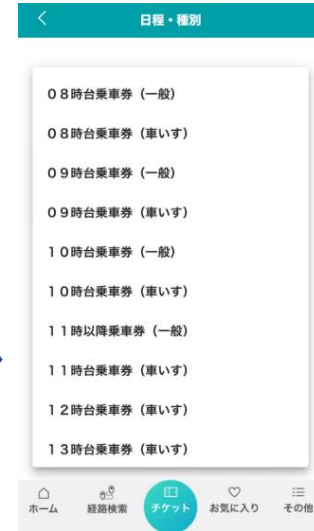 日程・種別
08時台乗車券（一般）
08時台乗車券（車いす）
09時台乗車券（一般）
09時台乗車券（車いす）
10時台乗車券（一般）
10時台乗車券（車いす）
11時以降乗車券（一般）
11時台乗車券（車いす）
12時台乗車券（車いす）
13時台乗車券（車いす）
ホーム 経路検索 チケット お気に入り その他